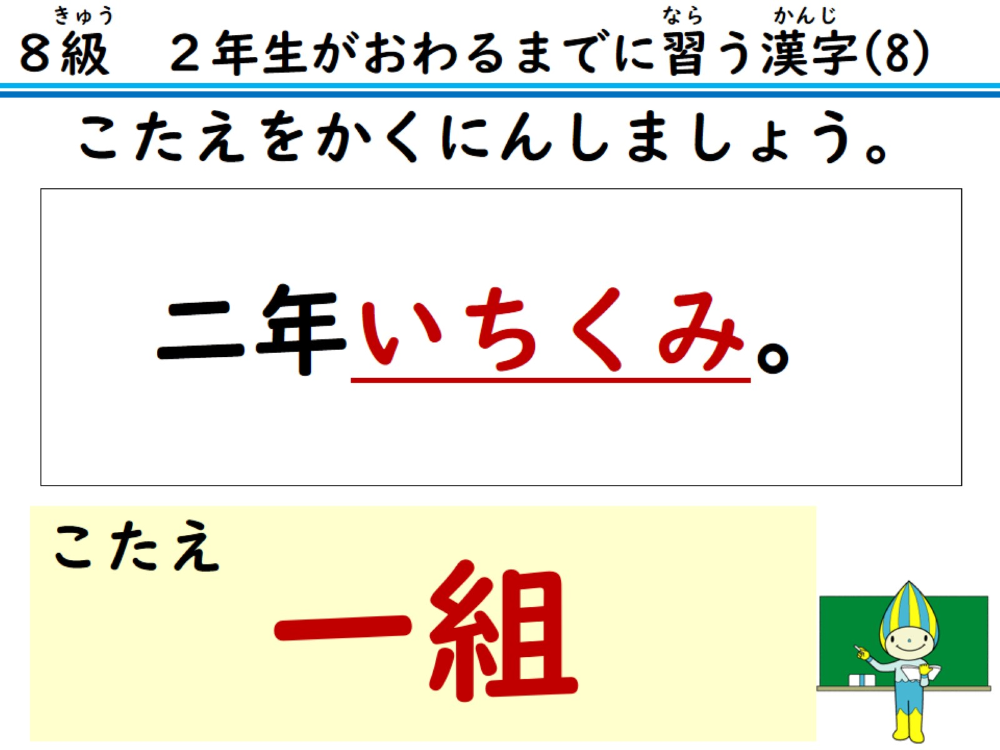 きゅう なら かんじ
８級　２年生がおわるまでに習う漢字(8)
こたえをかくにんしましょう。
二年いちくみ。
こたえ
一組